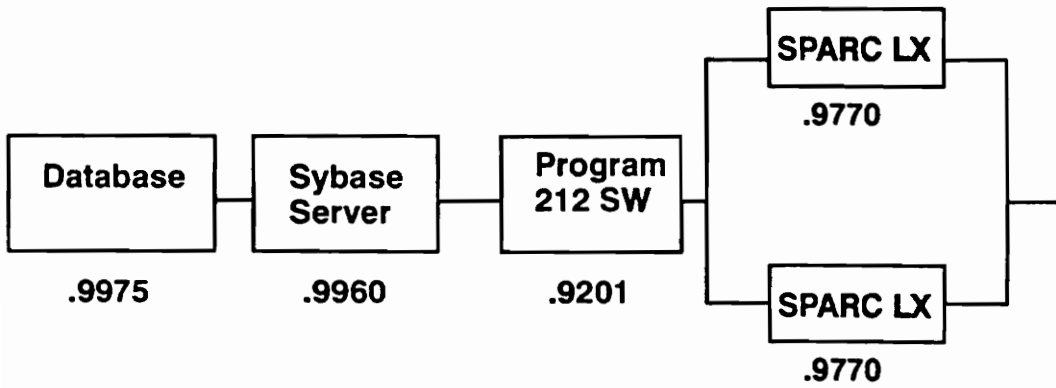 SPARC LX
.9770
Database
Sybase
Server
Program
212 SW
.9975
.9960
.9201
SPARC LX
.9770